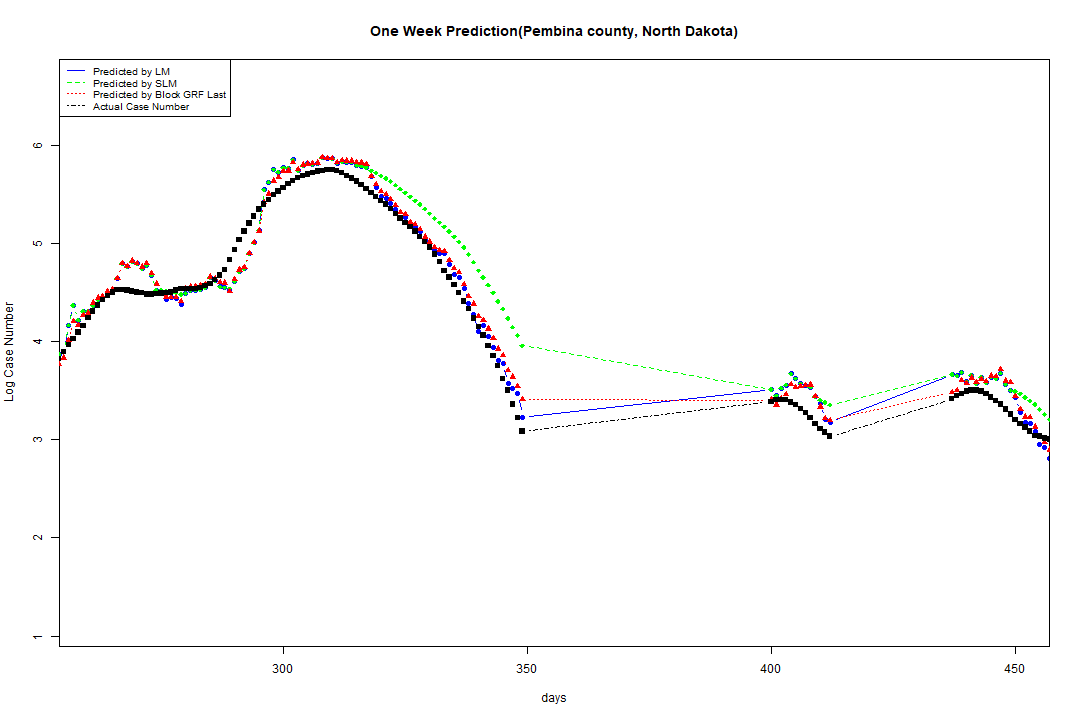 One Week Prediction(Pembina county, North Dakota)
Predicted by LM
Predicted by SLM
Predicted by Block GRF Last
Actual Case Number
6
5
4
3
2
1
Log Case Number
300
350
400
450
days